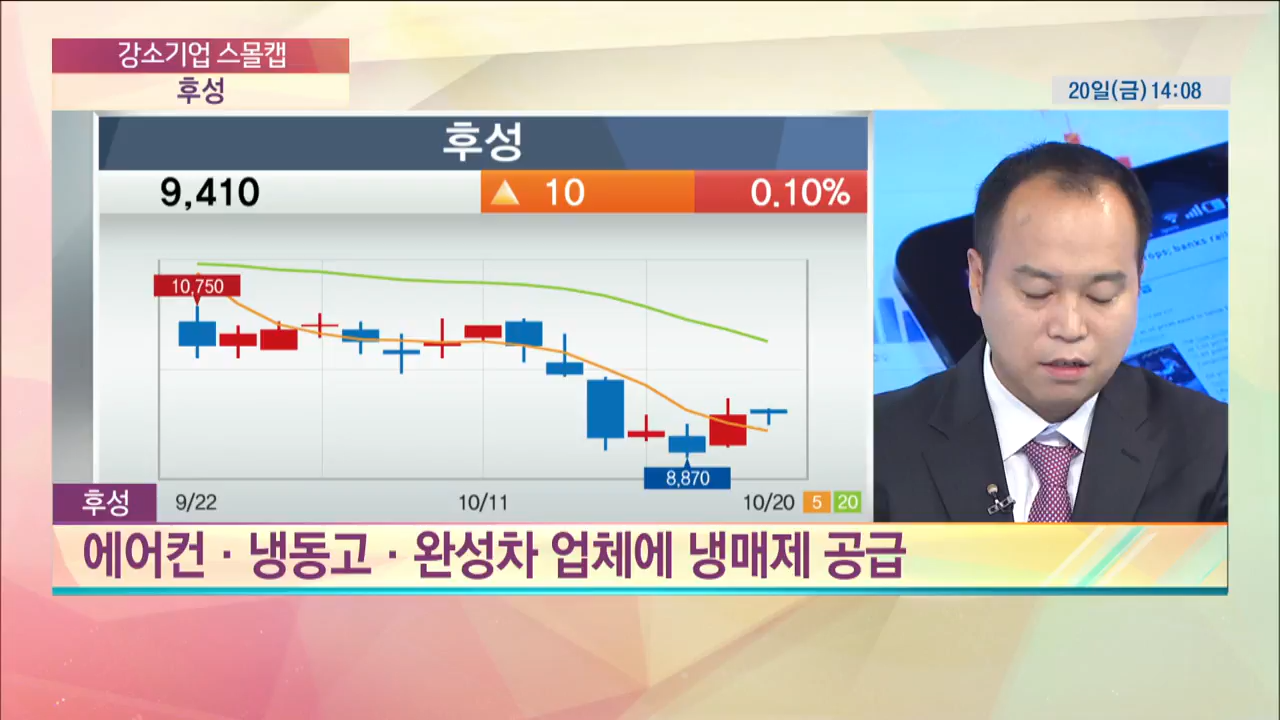 강소기업 스몰캡
후성
20일(금) 14:08
후성
9,410 10 0.10%
10,750
8,870
9/22 10/11 10/20 5 20
후성
에어컨 · 냉동고 · 완성차 업체에 냉매제 공급